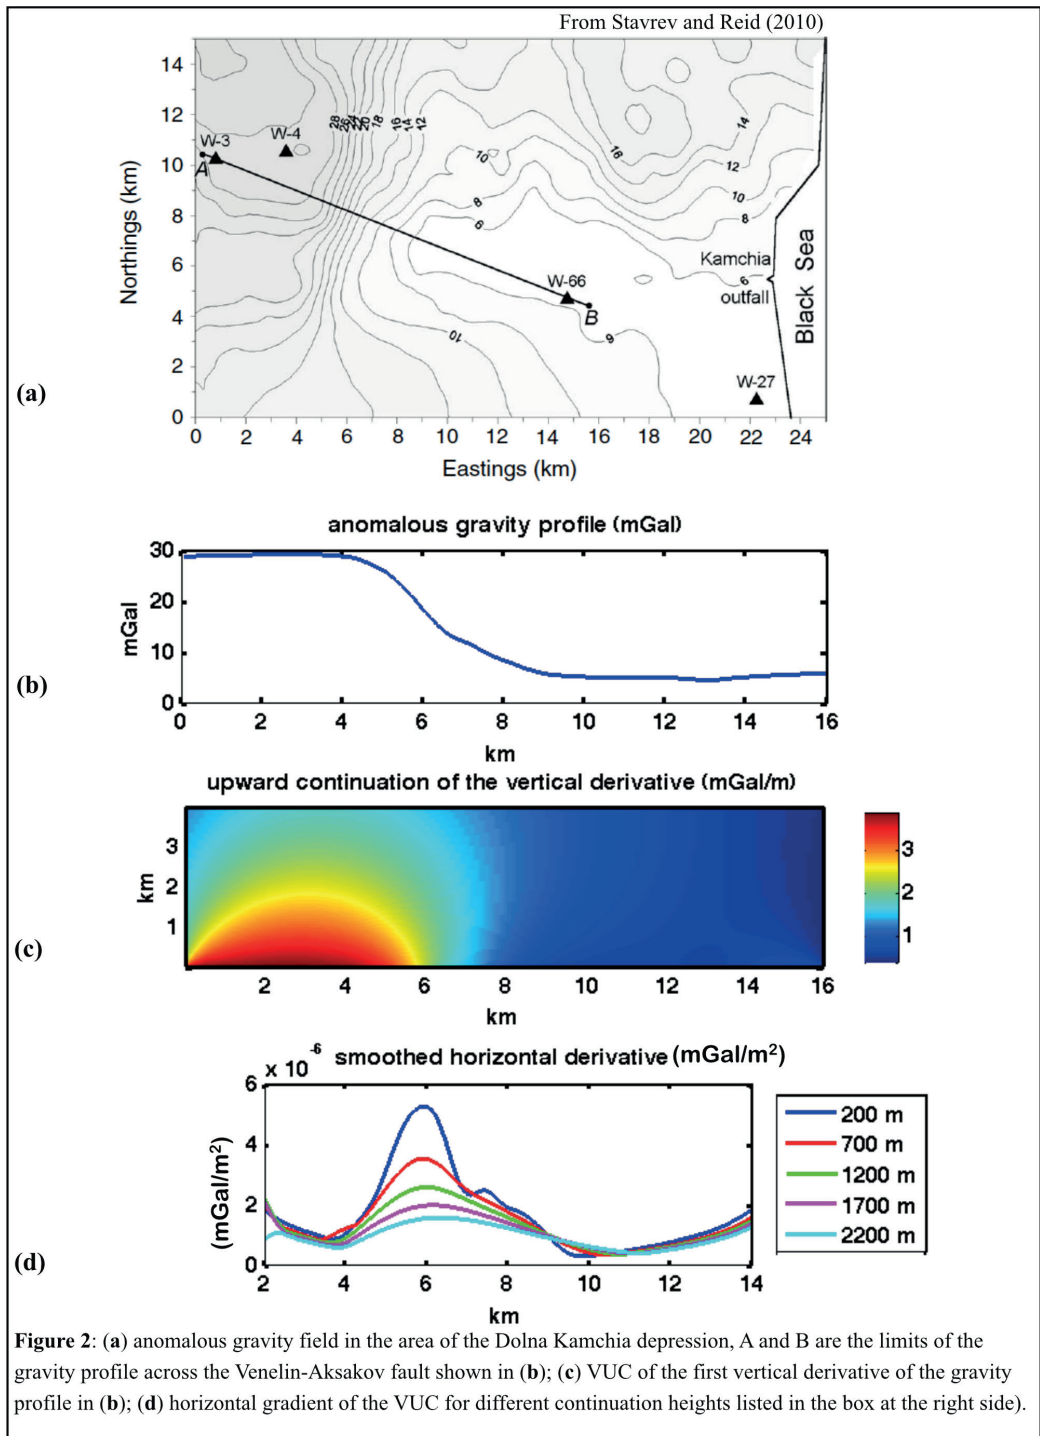 From Stavrev and Reid (2010)
14
12
10
8
6
4
2
0
Northings (km)
0 2 4 6 8 10 12 14 16 18 20 22 24
Eastings (km)
W-3
W-4
A
W-66
B
W-27
28 26 24 22 20 18 16 14 12
10
8
6
10
6
16
14
12
10
8
6
Kamchia
outfall
Black Sea
(a)
anomalous gravity profile (mGal)
30
20
10
0
mGal
0 2 4 6 8 10 12 14 16
km
(b)
upward continuation of the vertical derivative (mGal/m)
3
2
1
km
2 4 6 8 10 12 14 16
km
3
2
1
(c)
x 10-6 smoothed horizontal derivative (mGal/m2)
6
4
2
0
(mGal/m2)
2 4 6 8 10 12 14
km
200 m
700 m
1200 m
1700 m
2200 m
(d)
Figure 2: (a) anomalous gravity field in the area of the Dolna Kamchia depression, A and B are the limits of the
gravity profile across the Venelin-Aksakov fault shown in (b); (c) VUC of the first vertical derivative of the gravity
profile in (b); (d) horizontal gradient of the VUC for different continuation heights listed in the box at the right side).